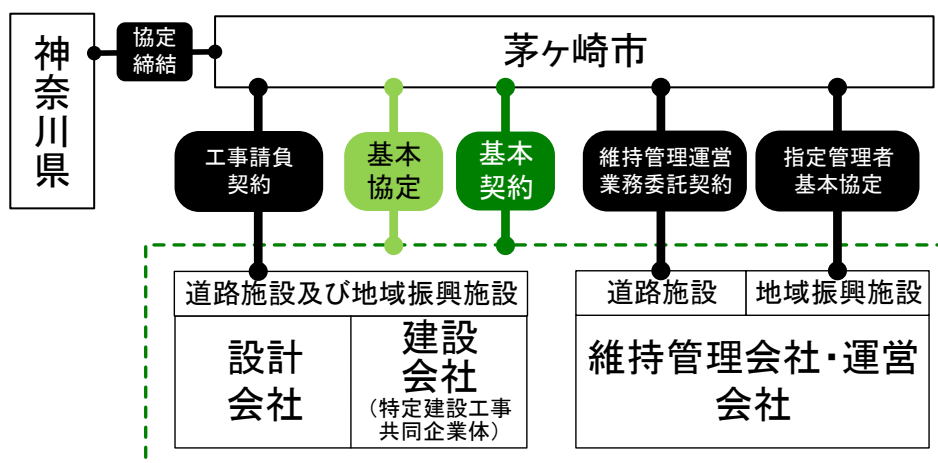 神奈川県
協定
締結
茅ヶ崎市
工事請負
契約
基本
協定
基本
契約
維持管理運営
業務委託契約
指定管理者
基本協定
道路施設及び地域振興施設
設計
会社
建設
会社
（特定建設工事
共同企業体）
道路施設
地域振興施設
維持管理会社・運営
会社